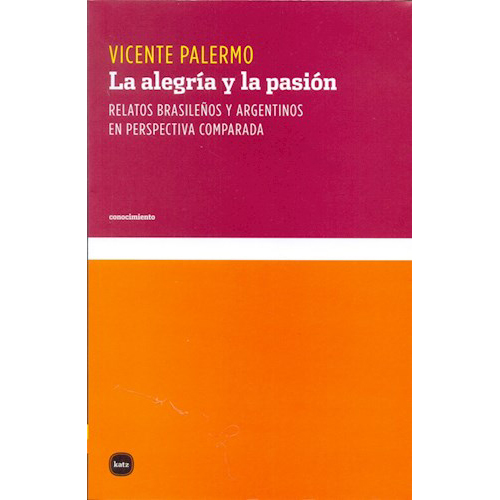 VICENTE PALERMO
La alegría y la pasión
RELATOS BRASILEÑOS Y ARGENTINOS
EN PERSPECTIVA COMPARADA
conocimiento
katz